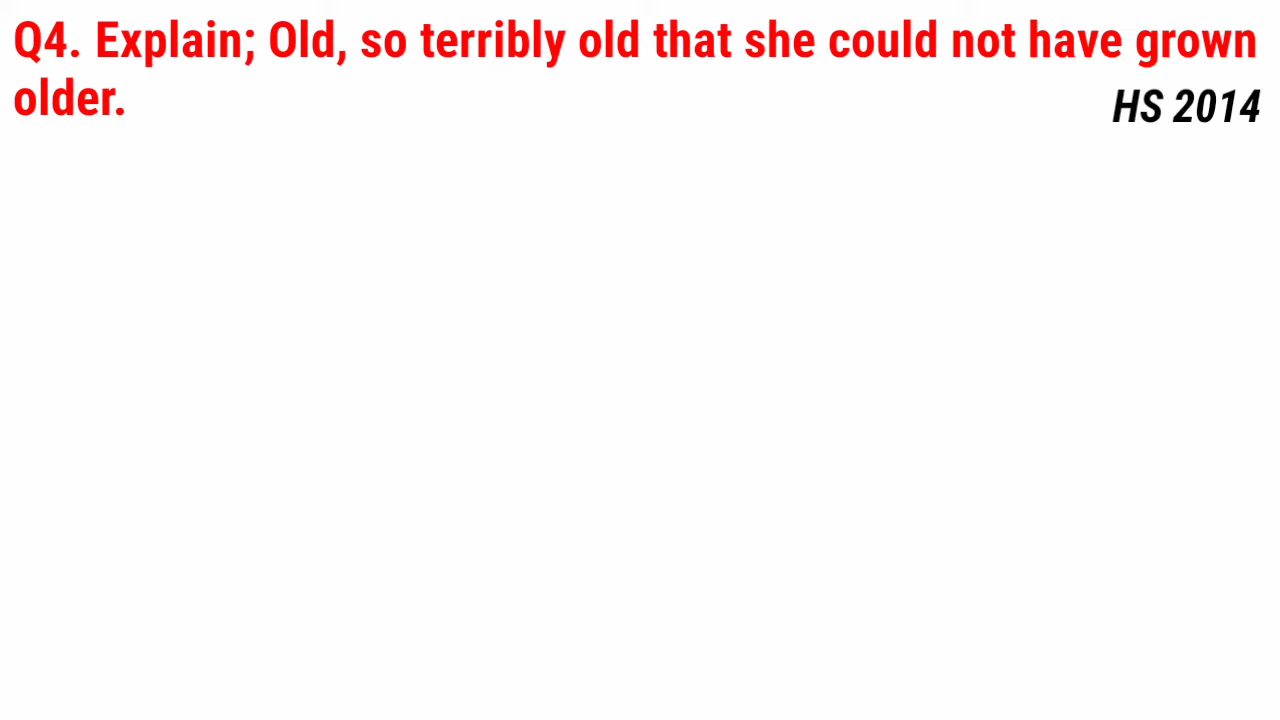 Q4. Explain; Old, so terribly old that she could not have grown
older.
HS 2014